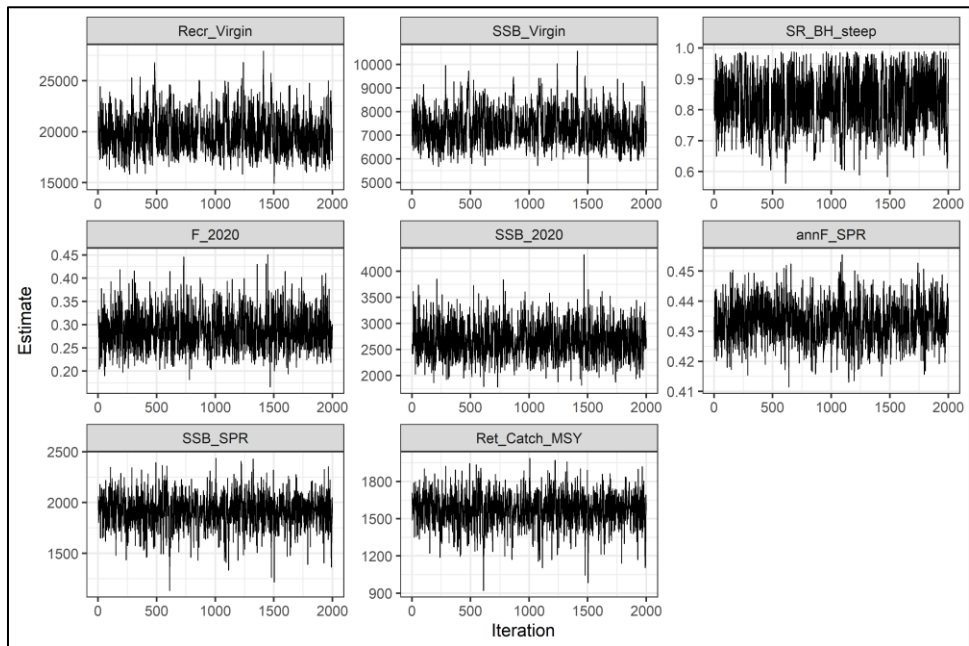 Recr_Virgin
25000
20000
15000
0 500 1000 1500 2000
SSB_Virgin
10000
9000
8000
7000
6000
5000
0 500 1000 1500 2000
SR_BH_steep
1.0
0.9
0.8
0.7
0.6
0 500 1000 1500 2000
F_2020
0.45
0.40
0.35
0.30
0.25
0.20
0 500 1000 1500 2000
SSB_2020
4000
3500
3000
2500
2000
0 500 1000 1500 2000
annF_SPR
0.45
0.44
0.43
0.42
0.41
0 500 1000 1500 2000
SSB_SPR
2500
2000
1500
0 500 1000 1500 2000
Ret_Catch_MSY
1800
1500
1200
900
0 500 1000 1500 2000
Estimate
Iteration